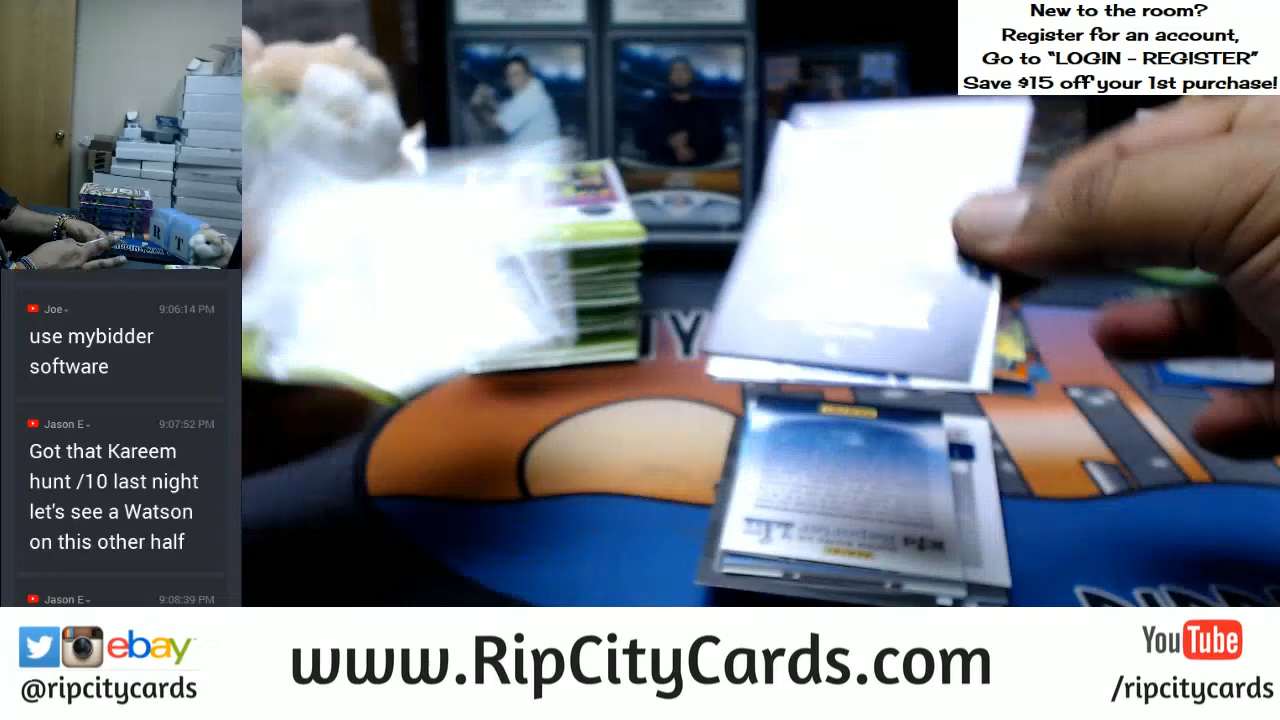 New to the room?
Register for an account,
Go to "LOGIN - REGISTER"
Save $15 off your 1st purchase!
R T
Joe
9:06:14 PM
use mybidder
software
Jason E
9:07:52 PM
Got that Kareem
hunt /10 last night
let's see a Watson
on this other half
Jason E
9:08:39 PM
ebay
@ripcitycards
www.RipCityCards.com
YouTube
/ripcitycards